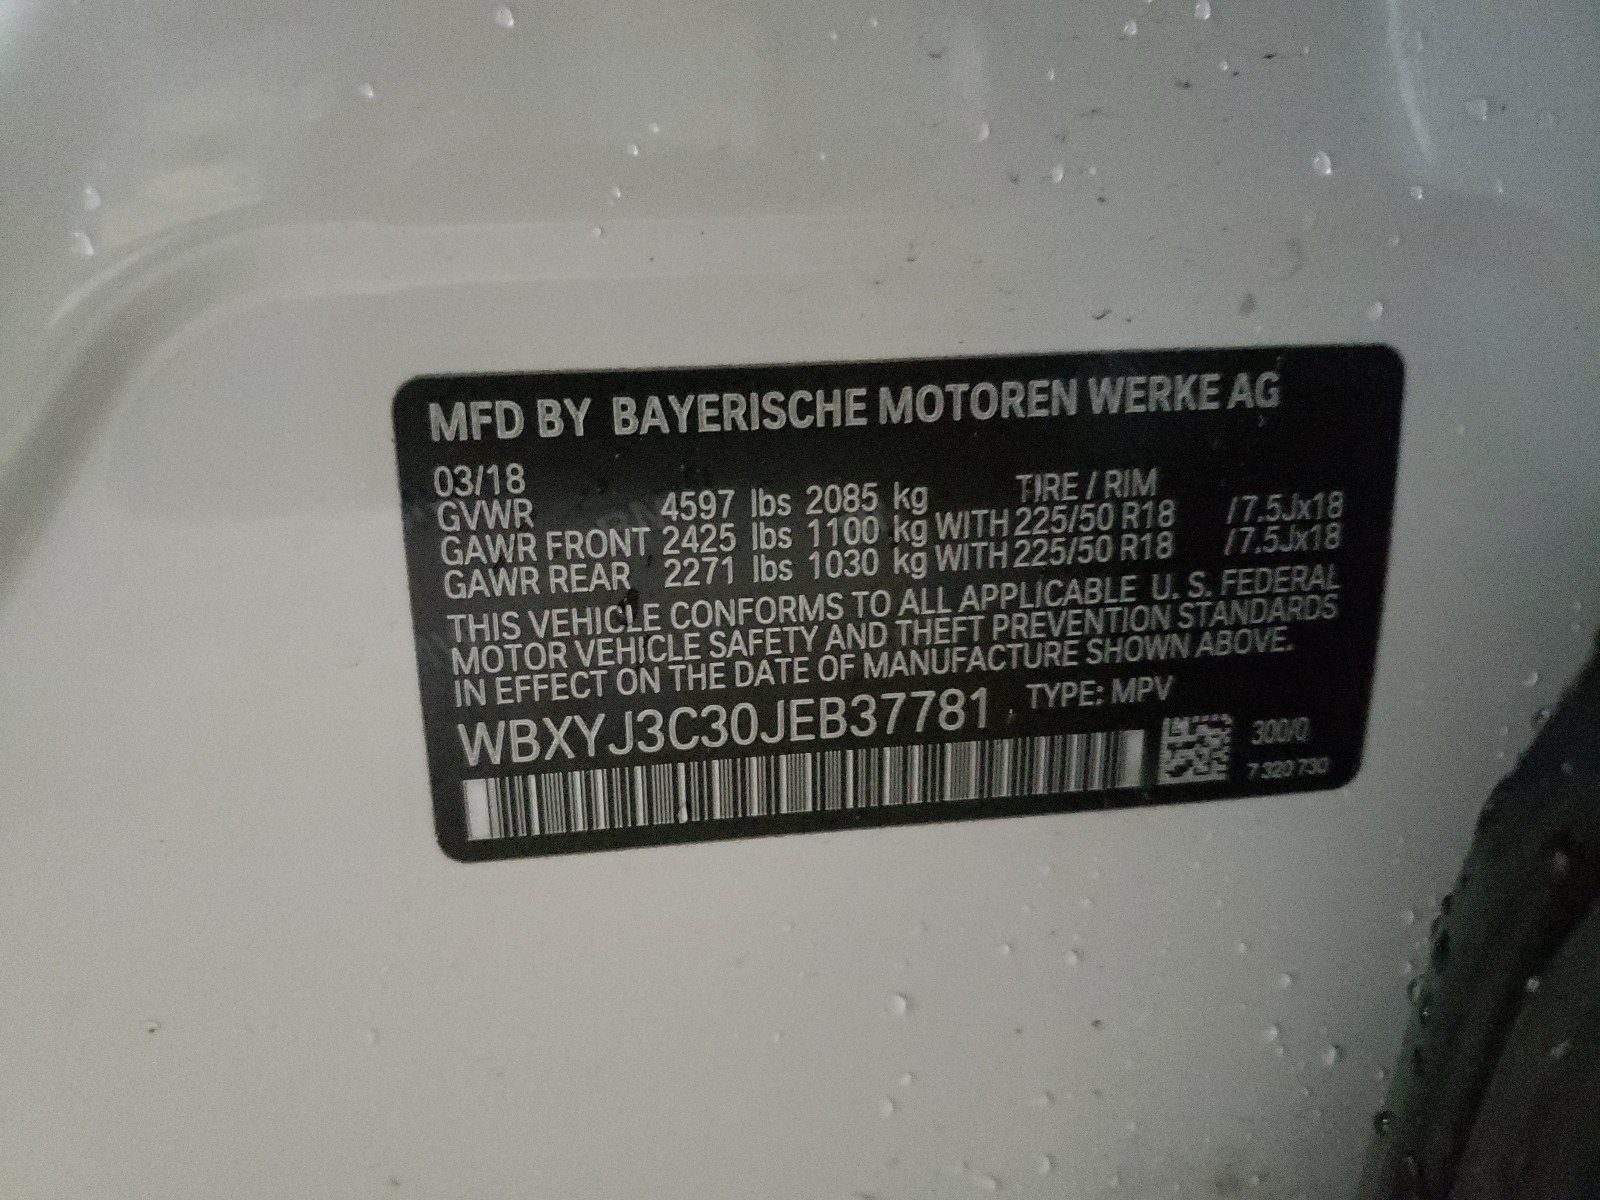 MFD BY BAYERISCHE MOTOREN WERKE AG
03/18 TIRE / RIM
GVWR 4597 lbs 2085 kg
GAWR FRONT 2425 lbs 1100 kg WITH 225/50 R18 /7.5Jx18
GAWR REAR 2271 lbs 1030 kg WITH 225/50 R18 /7.5Jx18
THIS VEHICLE CONFORMS TO ALL APPLICABLE U. S. FEDERAL
MOTOR VEHICLE SAFETY AND THEFT PREVENTION STANDARDS
IN EFFECT ON THE DATE OF MANUFACTURE SHOWN ABOVE.
WBXYJ3C30JEB37781 TYPE: MPV
300/0
7 320 730